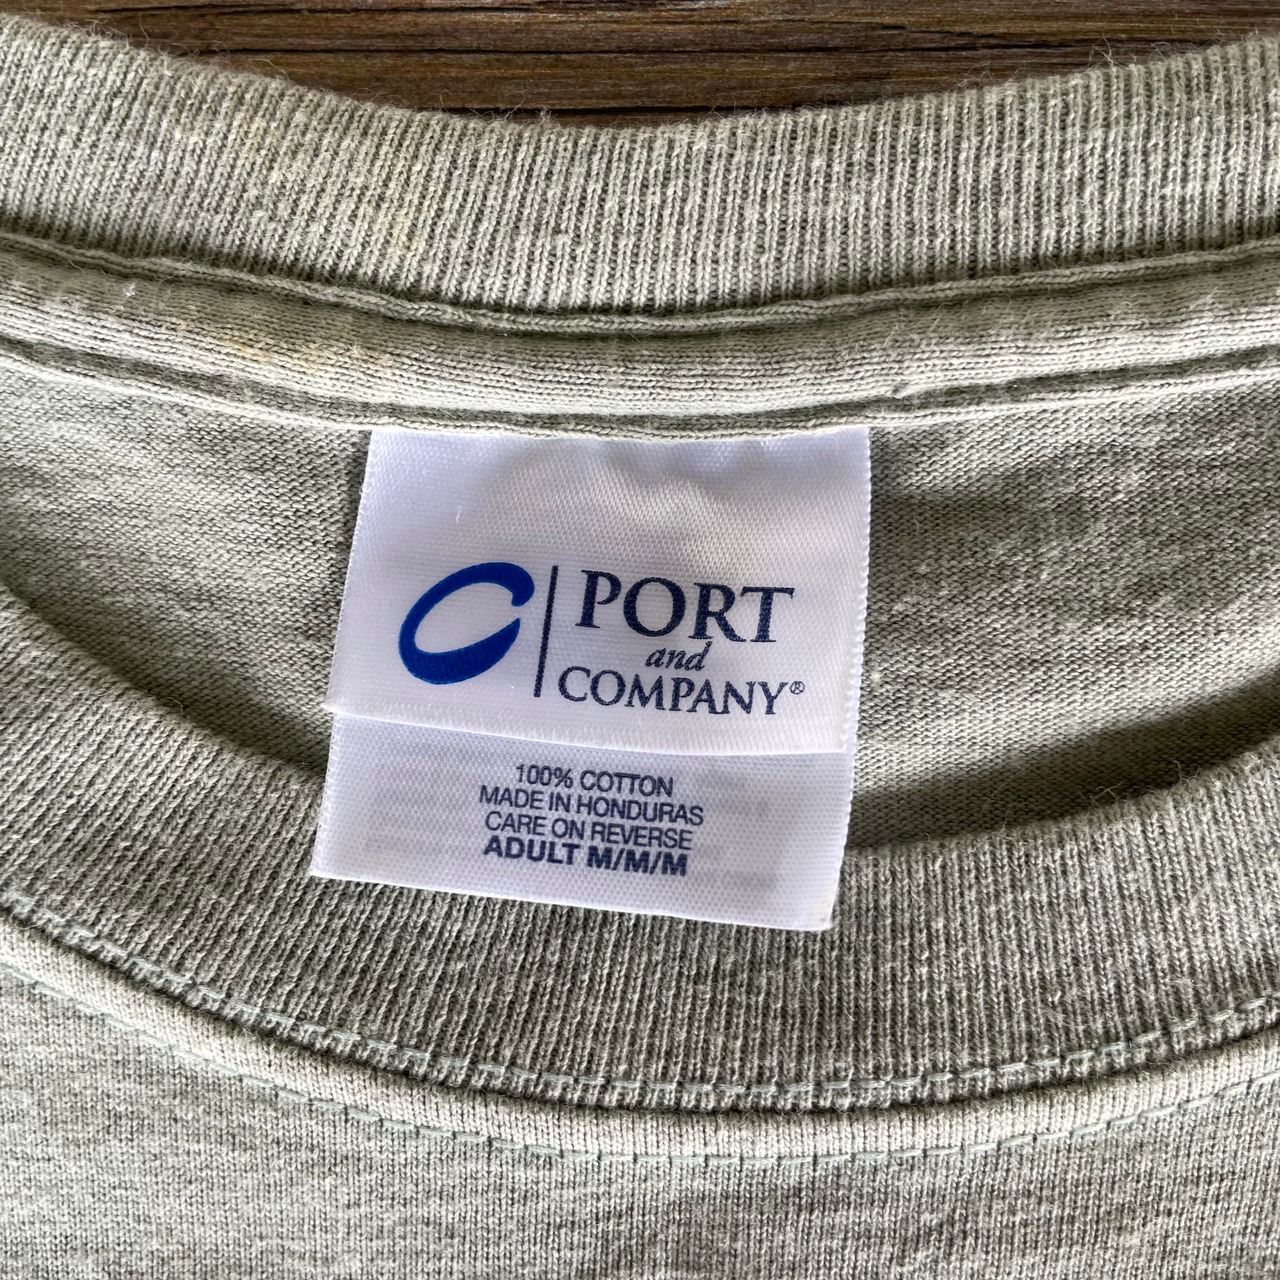 PORT
and
COMPANY®
100% COTTON
MADE IN HONDURAS
CARE ON REVERSE
ADULT M/M/M